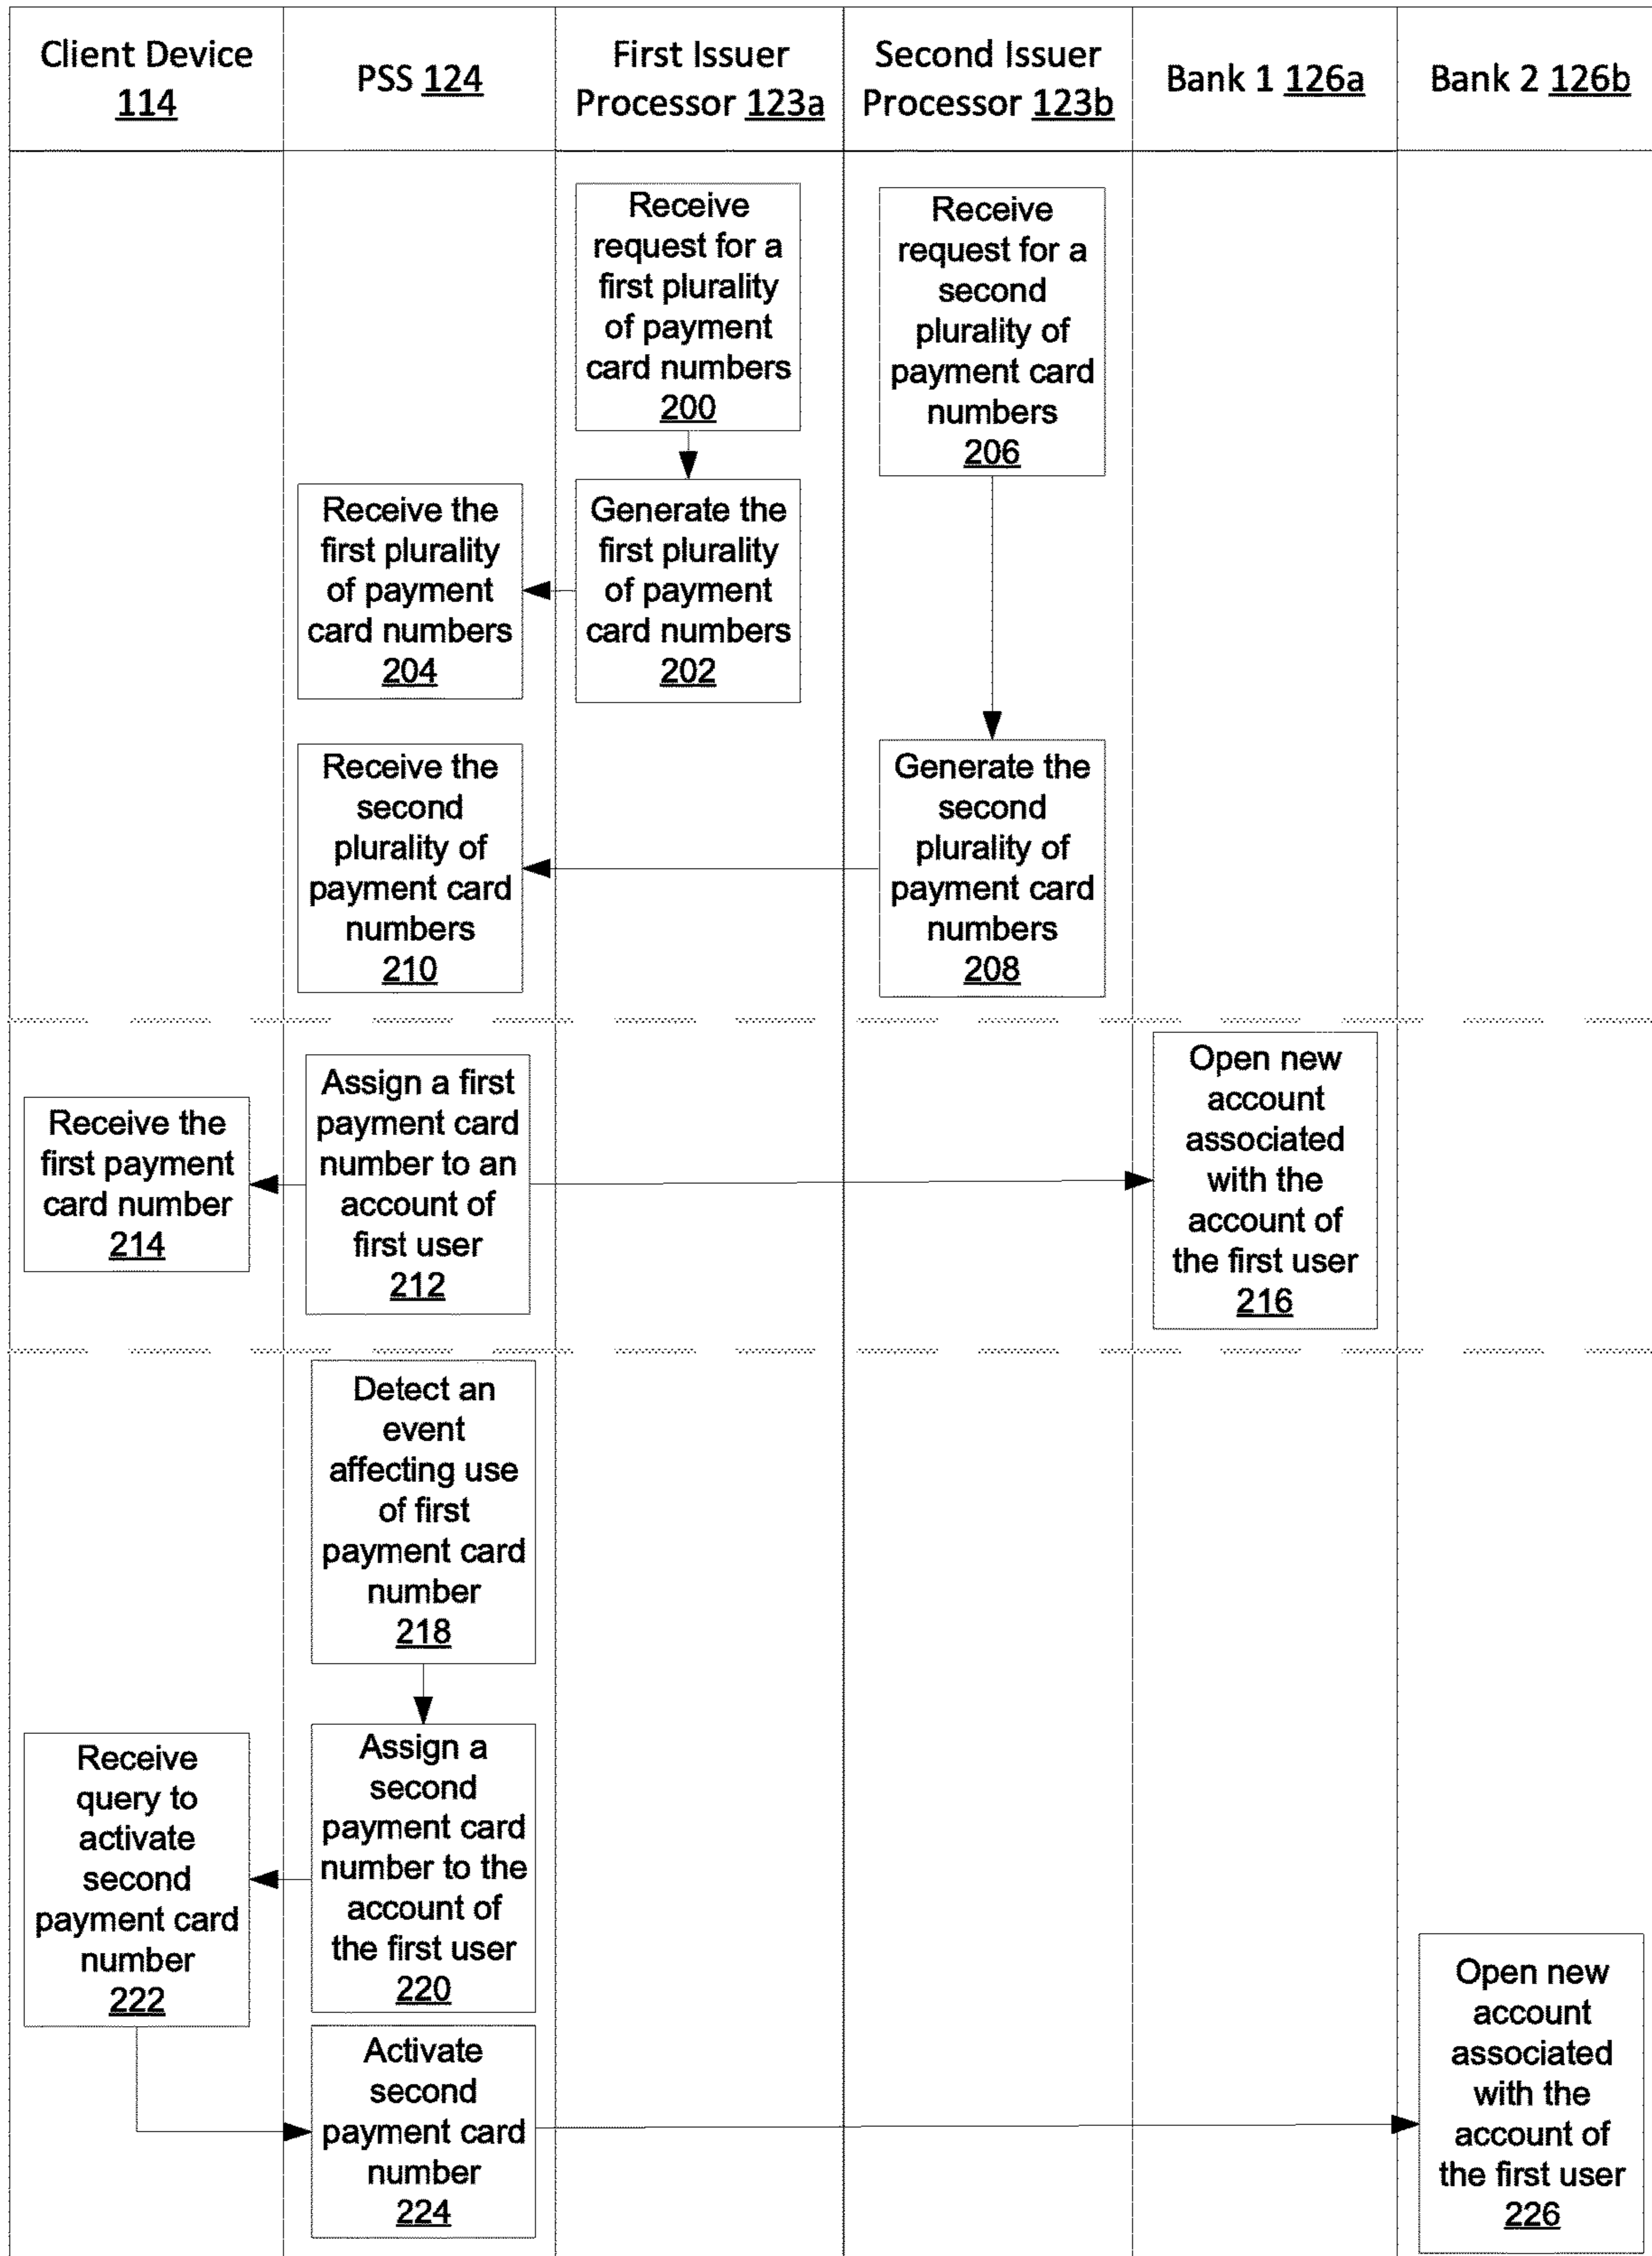 Client Device
114
PSS 124
First Issuer
Processor 123a
Second Issuer
Processor 123b
Bank 1 126a
Bank 2 126b
Receive
request for a
first plurality
of payment
card numbers
200
Receive
request for a
second
plurality of
payment card
numbers
206
Receive the
first plurality
of payment
card numbers
204
Generate the
first plurality
of payment
card numbers
202
Receive the
second
plurality of
payment card
numbers
210
Generate the
second
plurality of
payment card
numbers
208
Receive the
first payment
card number
214
Assign a first
payment card
number to an
account of
first user
212
Open new
account
associated
with the
account of
the first user
216
Detect an
event
affecting use
of first
payment card
number
218
Receive
query to
activate
second
payment card
number
222
Assign a
second
payment card
number to the
account of
the first user
220
Activate
second
payment card
number
224
Open new
account
associated
with the
account of
the first user
226